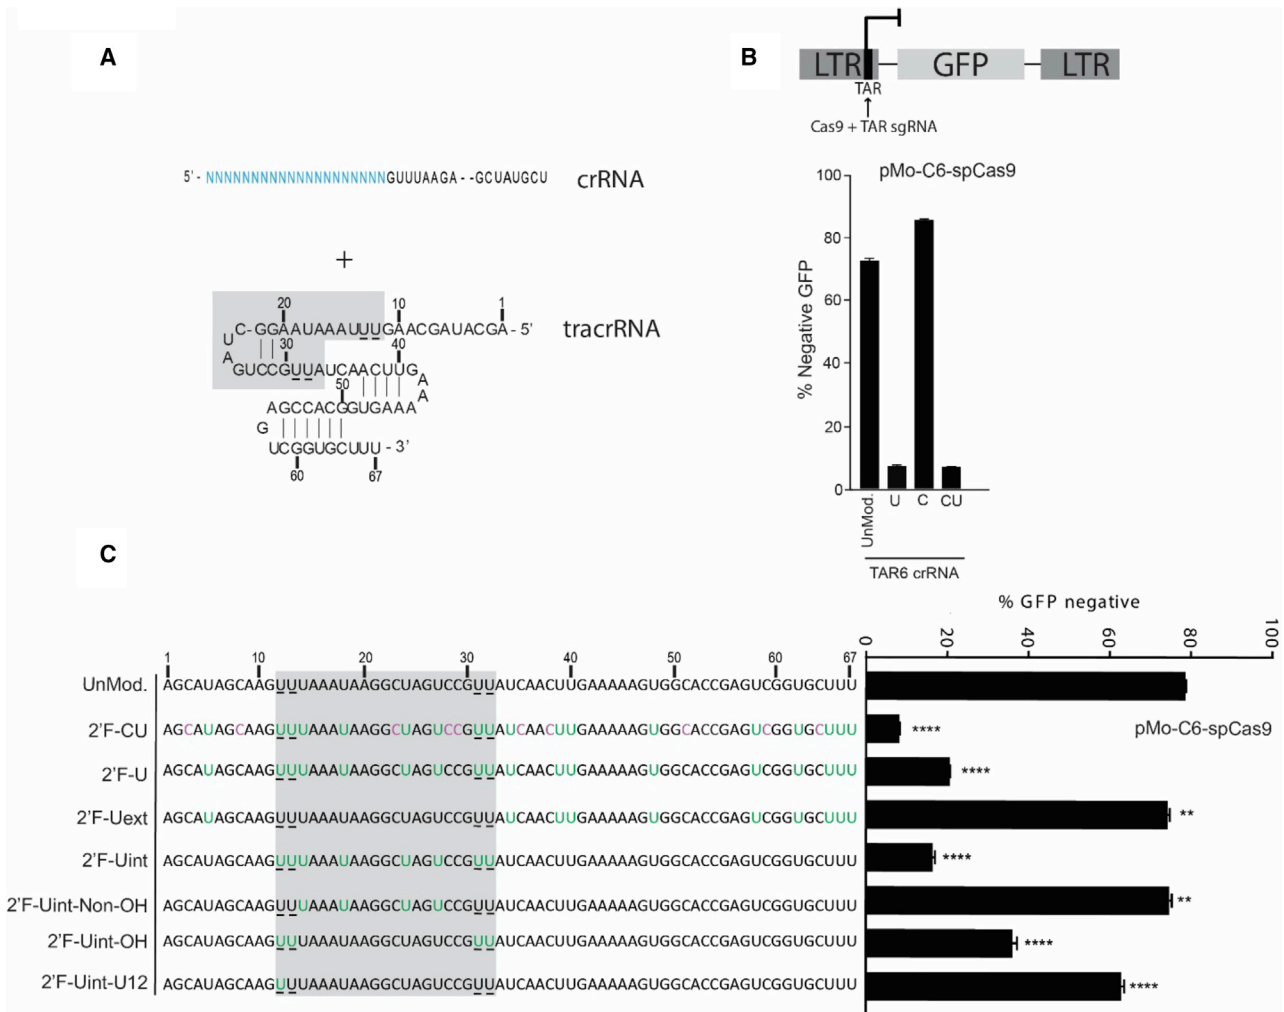 A
5'- NNNNNNNNNNNNNNNNNNNNGUUUAAGA--GCUAUGCU crRNA
+
20 10 1
C-GGAAUAAAUUUGAACGAUACGA-5' tracrRNA
U
30 40
A
GUCCGUUAUCAACUUGA
50 A
AGCCACGGUGAAAA
G
UCGGUGCUUU-3'
60 67
B
LTR GFP LTR
TAR
Cas9 + TAR sgRNA
pMo-C6-spCas9
% Negative GFP
100
80
60
40
20
0
UnMod. U C CU
TAR6 crRNA
C
% GFP negative
0 20 40 60 80 100
1 10 20 30 40 50 60 67
UnMod. AGCAUAGCAAGUUUAAAUAAGGCUAGUCCGUUAUCAACUUGAAAAAGUGGCACCGAGUCGGUGCUUU
2'F-CU AGCAUAGCAAGUUUAAAUAAGGCUAGUCCGUUAUCAACUUGAAAAAGUGGCACCGAGUCGGUGCUUU **** pMo-C6-spCas9
2'F-U AGCAUAGCAAGUUUAAAUAAGGCUAGUCCGUUAUCAACUUGAAAAAGUGGCACCGAGUCGGUGCUUU ****
2'F-Uext AGCAUAGCAAGUUUAAAUAAGGCUAGUCCGUUAUCAACUUGAAAAAGUGGCACCGAGUCGGUGCUUU **
2'F-Uint AGCAUAGCAAGUUUAAAUAAGGCUAGUCCGUUAUCAACUUGAAAAAGUGGCACCGAGUCGGUGCUUU ****
2'F-Uint-Non-OH AGCAUAGCAAGUUUAAAUAAGGCUAGUCCGUUAUCAACUUGAAAAAGUGGCACCGAGUCGGUGCUUU **
2'F-Uint-OH AGCAUAGCAAGUUUAAAUAAGGCUAGUCCGUUAUCAACUUGAAAAAGUGGCACCGAGUCGGUGCUUU ****
2'F-Uint-U12 AGCAUAGCAAGUUUAAAUAAGGCUAGUCCGUUAUCAACUUGAAAAAGUGGCACCGAGUCGGUGCUUU ****